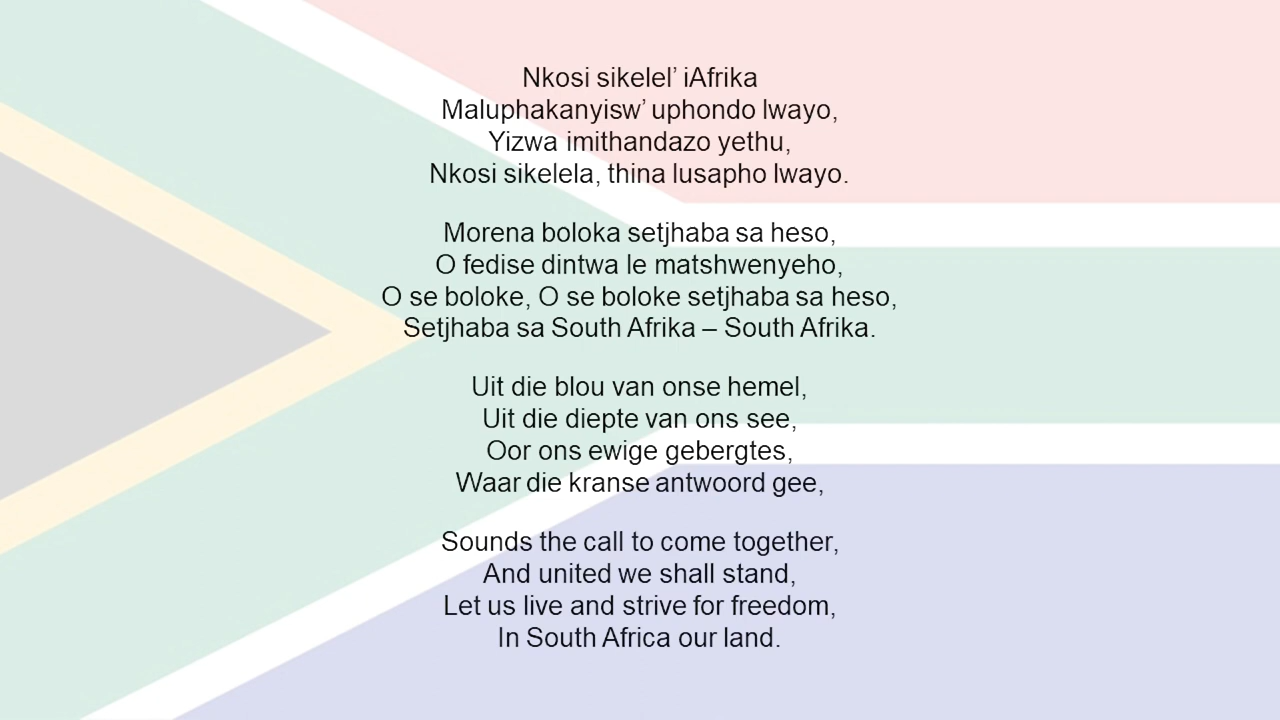 Nkosi sikelel’ iAfrika
Maluphakanyisw’ uphondo lwayo,
Yizwa imithandazo yethu,
Nkosi sikelela, thina lusapho lwayo.
Morena boloka setjhaba sa heso,
O fedise dintwa le matshwenyeho,
O se boloke, O se boloke setjhaba sa heso,
Setjhaba sa South Afrika – South Afrika.
Uit die blou van onse hemel,
Uit die diepte van ons see,
Oor ons ewige gebergtes,
Waar die kranse antwoord gee,
Sounds the call to come together,
And united we shall stand,
Let us live and strive for freedom,
In South Africa our land.